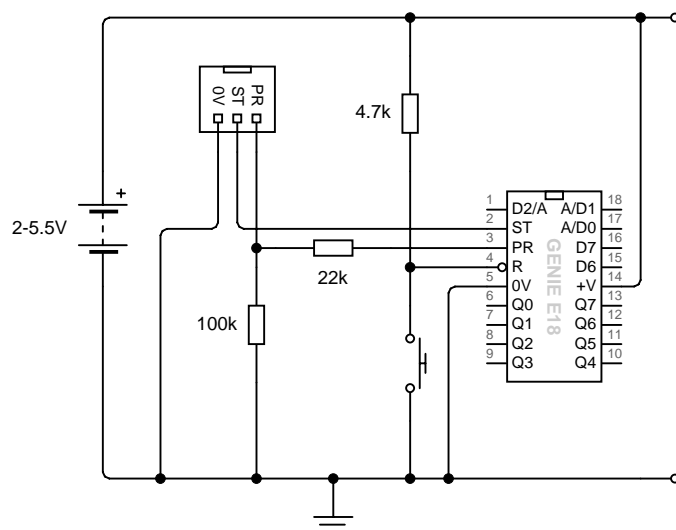 0V
ST
PR
4.7k
2-5.5V
+
22k
100k
GENIE E18
1 D2/A A/D1 18
2 ST A/D0 17
3 PR D7 16
4 R D6 15
5 0V +V 14
6 Q0 Q7 13
7 Q1 Q6 12
8 Q2 Q5 11
9 Q3 Q4 10